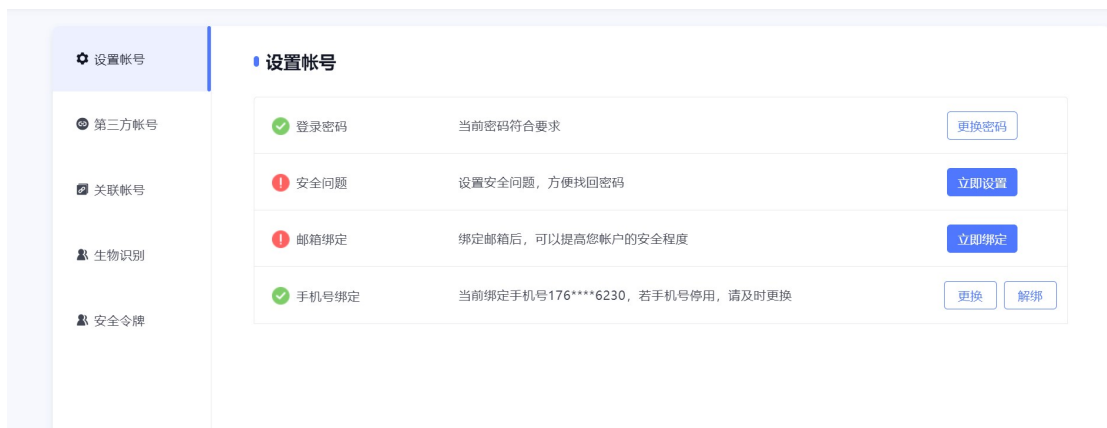 设置帐号
第三方帐号
关联帐号
生物识别
安全令牌
设置帐号
登录密码 当前密码符合要求 更换密码
安全问题 设置安全问题，方便找回密码 立即设置
邮箱绑定 绑定邮箱后，可以提高您帐户的安全程度 立即绑定
手机号绑定 当前绑定手机号176****6230，若手机号停用，请及时更换 更换 解绑